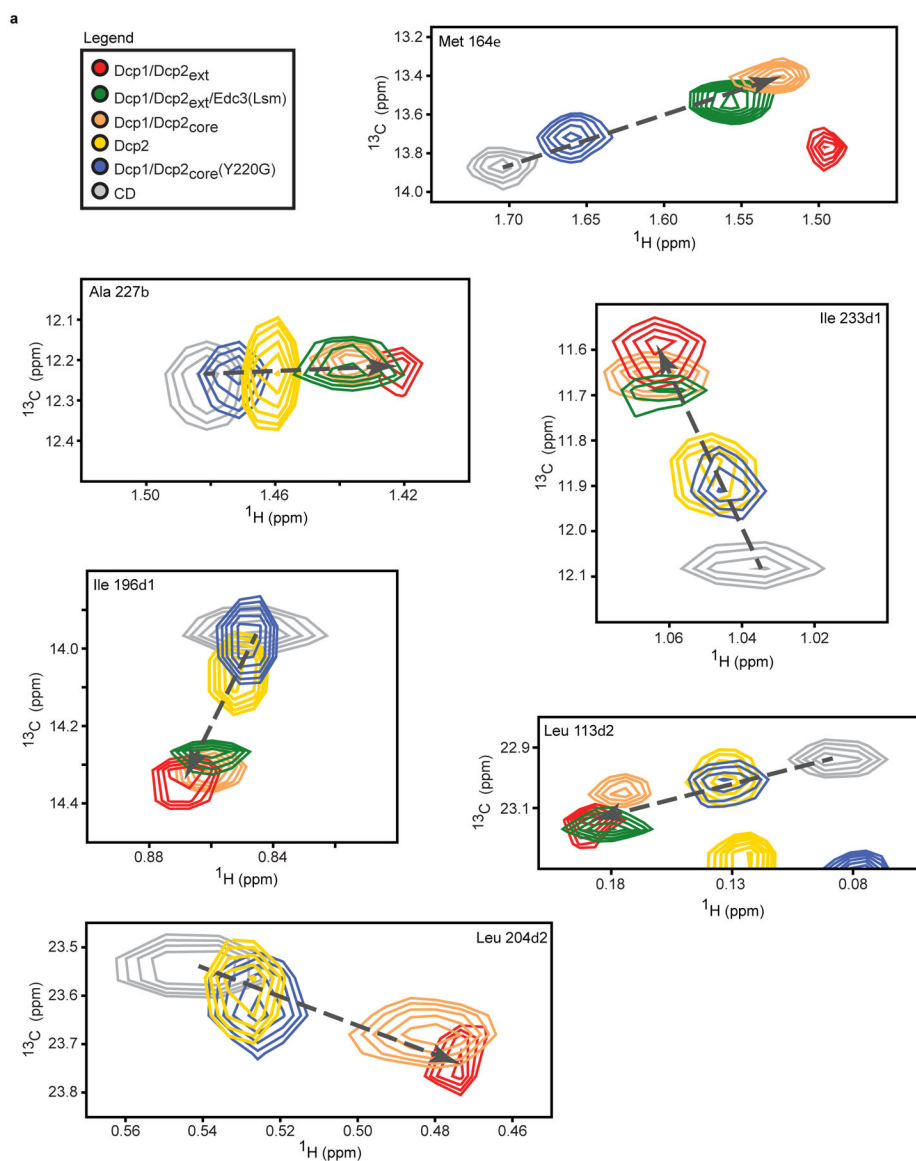 a
Legend
Dcp1/Dcp2ext
Dcp1/Dcp2ext/Edc3(Lsm)
Dcp1/Dcp2core
Dcp2
Dcp1/Dcp2core(Y220G)
CD
Met 164e
13.2
13.4
13.6
13.8
14.0
13C (ppm)
1.70 1.65 1.60 1.55 1.50
1H (ppm)
Ala 227b
12.1
12.2
12.3
12.4
13C (ppm)
1.50 1.46 1.42
1H (ppm)
Ile 233d1
11.6
11.7
11.8
11.9
12.0
12.1
13C (ppm)
1.06 1.04 1.02
1H (ppm)
Ile 196d1
14.0
14.2
14.4
13C (ppm)
0.88 0.84
1H (ppm)
Leu 113d2
22.9
23.1
13C (ppm)
0.18 0.13 0.08
1H (ppm)
Leu 204d2
23.5
23.6
23.7
23.8
13C (ppm)
0.56 0.54 0.52 0.50 0.48 0.46
1H (ppm)